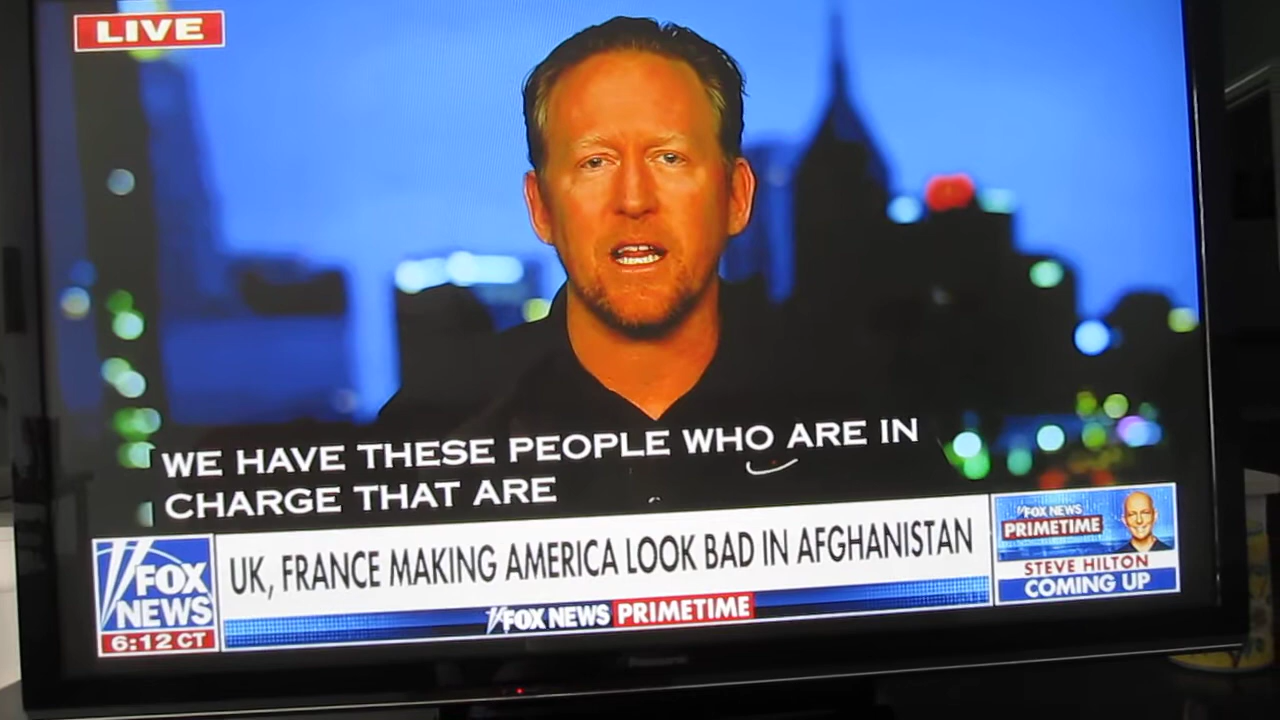 LIVE
WE HAVE THESE PEOPLE WHO ARE IN
CHARGE THAT ARE
FOX
NEWS
6:12 CT
UK, FRANCE MAKING AMERICA LOOK BAD IN AFGHANISTAN
FOX NEWS PRIMETIME
FOX NEWS
PRIMETIME
STEVE HILTON
COMING UP